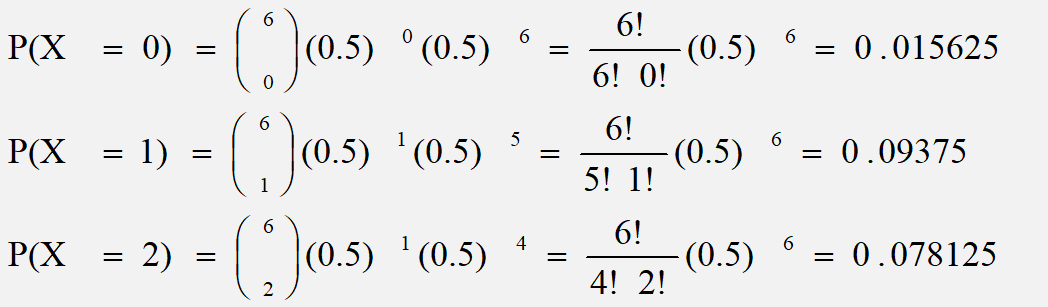 P(X = 0) = (6 0) (0.5)^0 (0.5)^6 = 6!/(6! 0!) (0.5)^6 = 0.015625
P(X = 1) = (6 1) (0.5)^1 (0.5)^5 = 6!/(5! 1!) (0.5)^6 = 0.09375
P(X = 2) = (6 2) (0.5)^1 (0.5)^4 = 6!/(4! 2!) (0.5)^6 = 0.078125